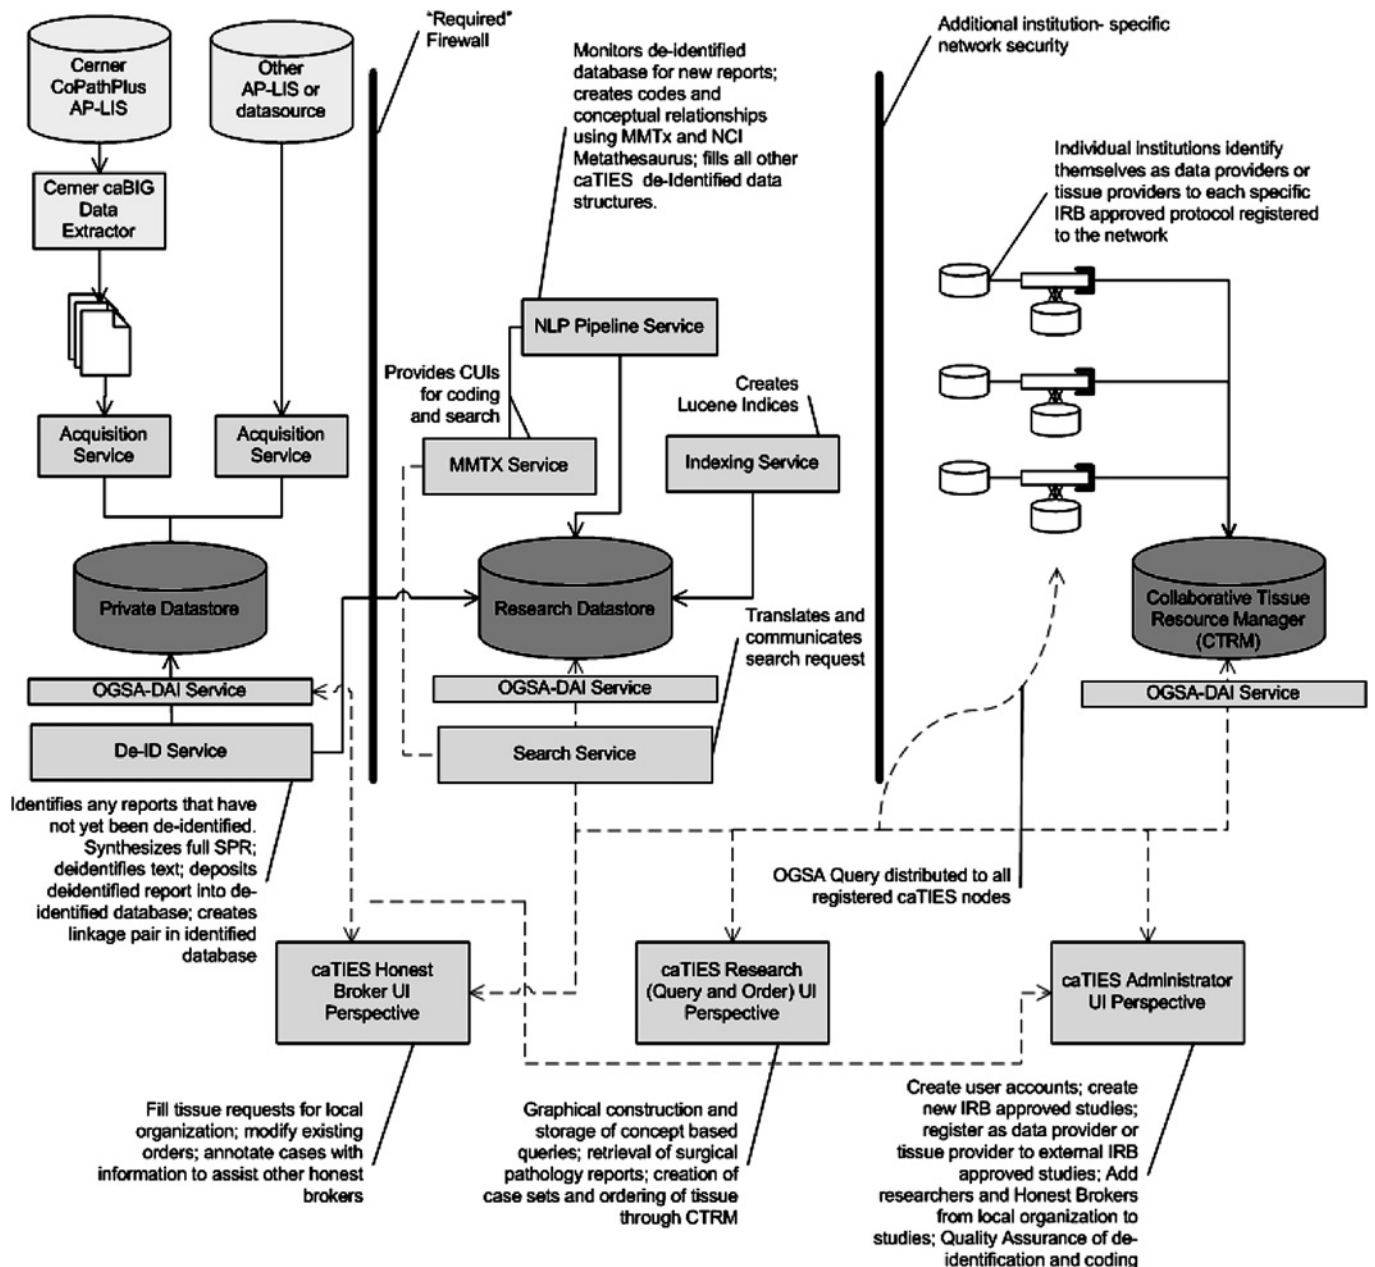 Cerner
CoPathPlus
AP-LIS
Other
AP-LIS or
datasource
"Required"
Firewall
Monitors de-identified
database for new reports;
creates codes and
conceptual relationships
using MMTx and NCI
Metathesaurus; fills all other
caTIES de-Identified data
structures.
Additional institution- specific
network security
Individual institutions identify
themselves as data providers or
tissue providers to each specific
IRB approved protocol registered
to the network
Cerner caBIG
Data
Extractor
NLP Pipeline Service
Provides CUIs
for coding
and search
Creates
Lucene Indices
Acquisition
Service
Acquisition
Service
MMTX Service
Indexing Service
Private Datastore
Research Datastore
Collaborative Tissue
Resource Manager
(CTRM)
Translates and
communicates
search request
OGSA-DAI Service
OGSA-DAI Service
OGSA-DAI Service
De-ID Service
Search Service
Identifies any reports that have
not yet been de-identified.
Synthesizes full SPR;
deidentifies text; deposits
deidentified report into de-
identified database; creates
linkage pair in identified
database
OGSA Query distributed to all
registered caTIES nodes
caTIES Honest
Broker UI
Perspective
caTIES Research
(Query and Order) UI
Perspective
caTIES Administrator
UI Perspective
Fill tissue requests for local
organization; modify existing
orders; annotate cases with
information to assist other honest
brokers
Graphical construction and
storage of concept based
queries; retrieval of surgical
pathology reports; creation of
case sets and ordering of tissue
through CTRM
Create user accounts; create
new IRB approved studies;
register as data provider or
tissue provider to external IRB
approved studies; Add
researchers and Honest Brokers
from local organization to
studies; Quality Assurance of de-
identification and coding